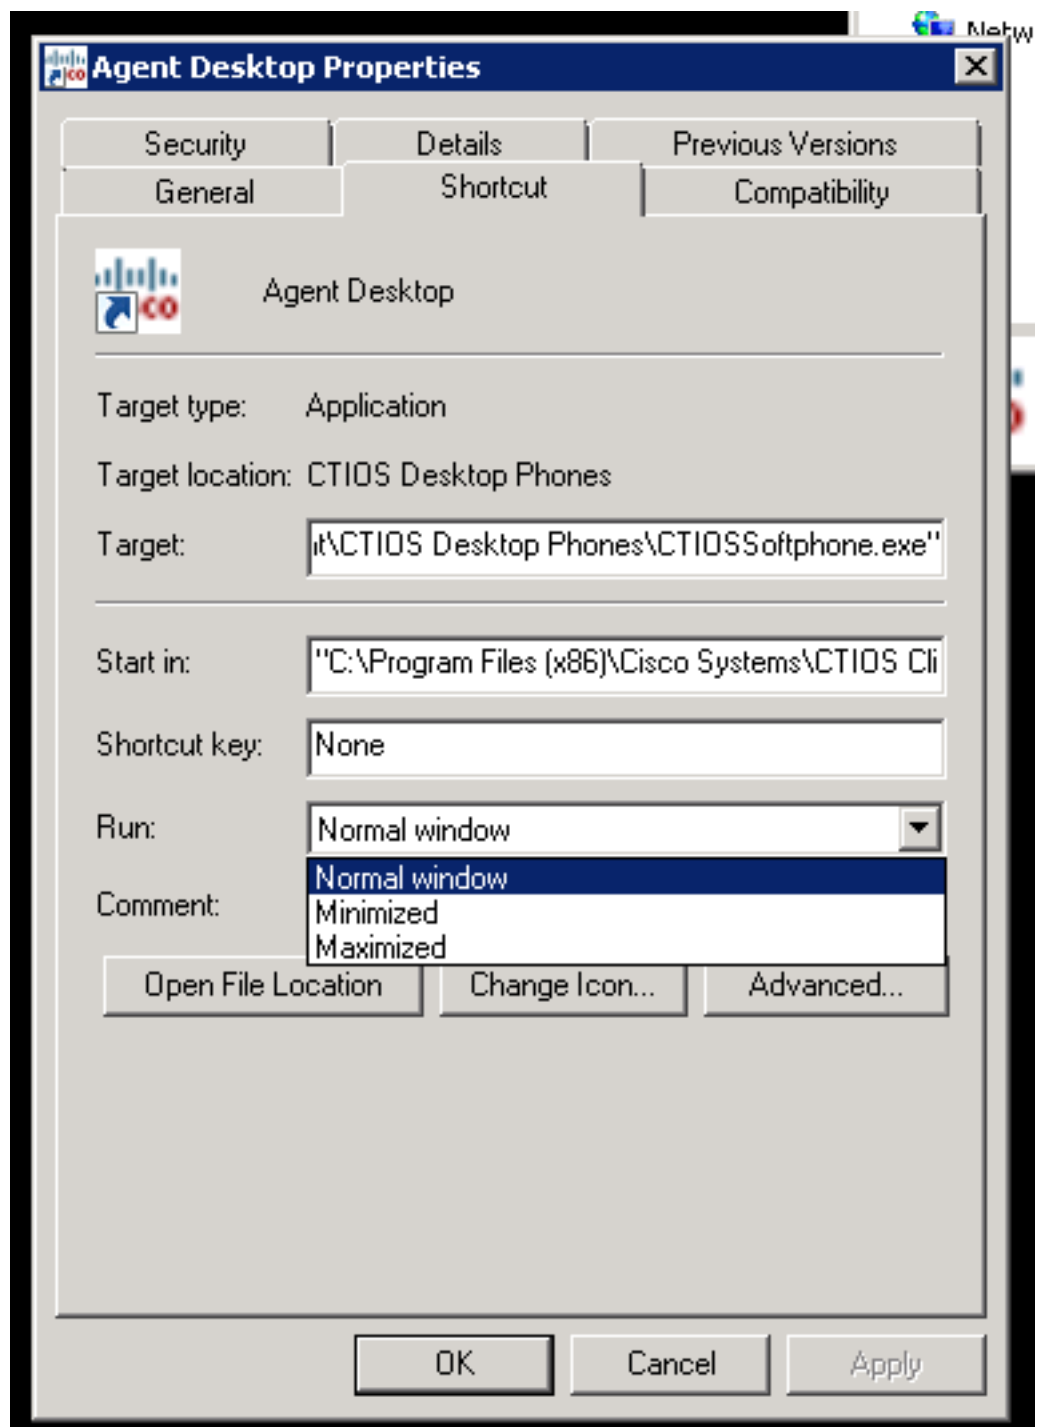 Netw
Agent Desktop Properties
Security Details Previous Versions
General Shortcut Compatibility
co
Agent Desktop
Target type: Application
Target location: CTIOS Desktop Phones
Target: \CTIOS Desktop Phones\CTIOSSoftphone.exe"
Start in: "C:\Program Files (x86)\Cisco Systems\CTIOS Cli
Shortcut key: None
Run: Normal window
Normal window
Comment: Minimized
Maximized
Open File Location Change Icon... Advanced...
OK Cancel Apply